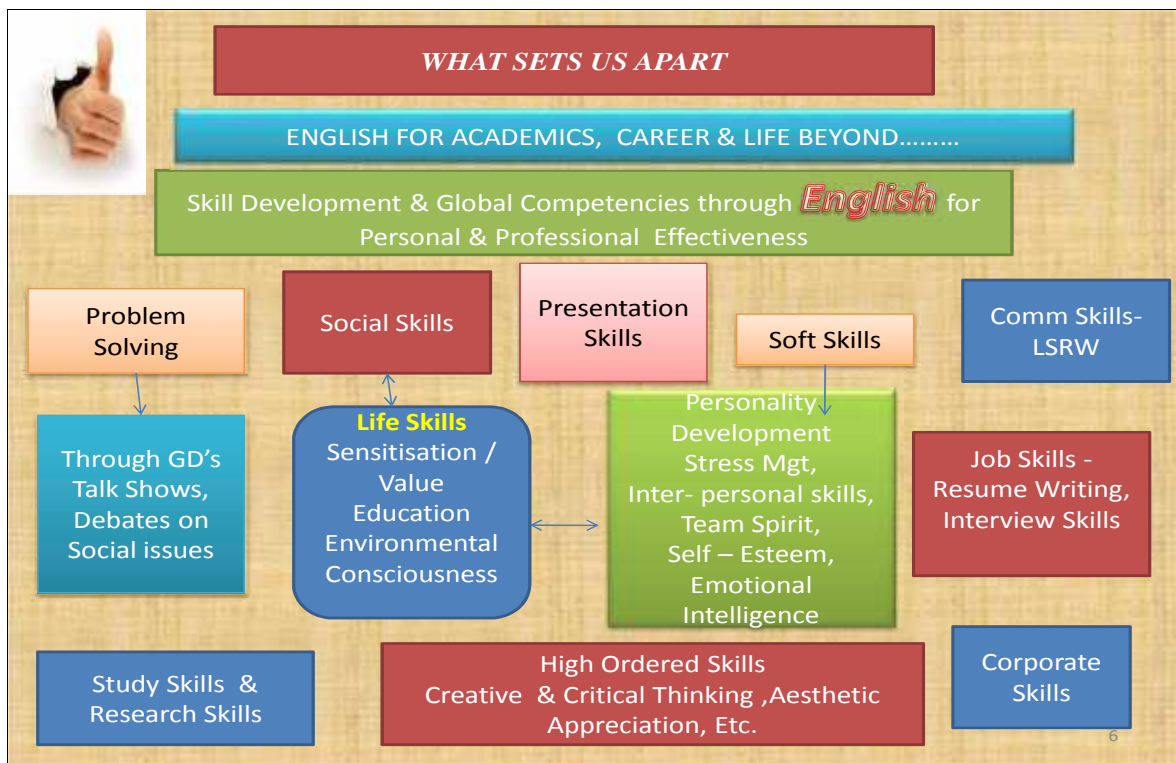 WHAT SETS US APART
ENGLISH FOR ACADEMICS, CAREER & LIFE BEYOND.........
Skill Development & Global Competencies through English for
Personal & Professional Effectiveness
Problem
Solving
Social Skills
Presentation
Skills
Soft Skills
Comm Skills-
LSRW
Through GD's
Talk Shows,
Debates on
Social issues
Life Skills
Sensitisation /
Value
Education
Environmental
Consciousness
Personality
Development
Stress Mgt,
Inter- personal skills,
Team Spirit,
Self – Esteem,
Emotional
Intelligence
Job Skills -
Resume Writing,
Interview Skills
Study Skills &
Research Skills
High Ordered Skills
Creative & Critical Thinking ,Aesthetic
Appreciation, Etc.
Corporate
Skills
6